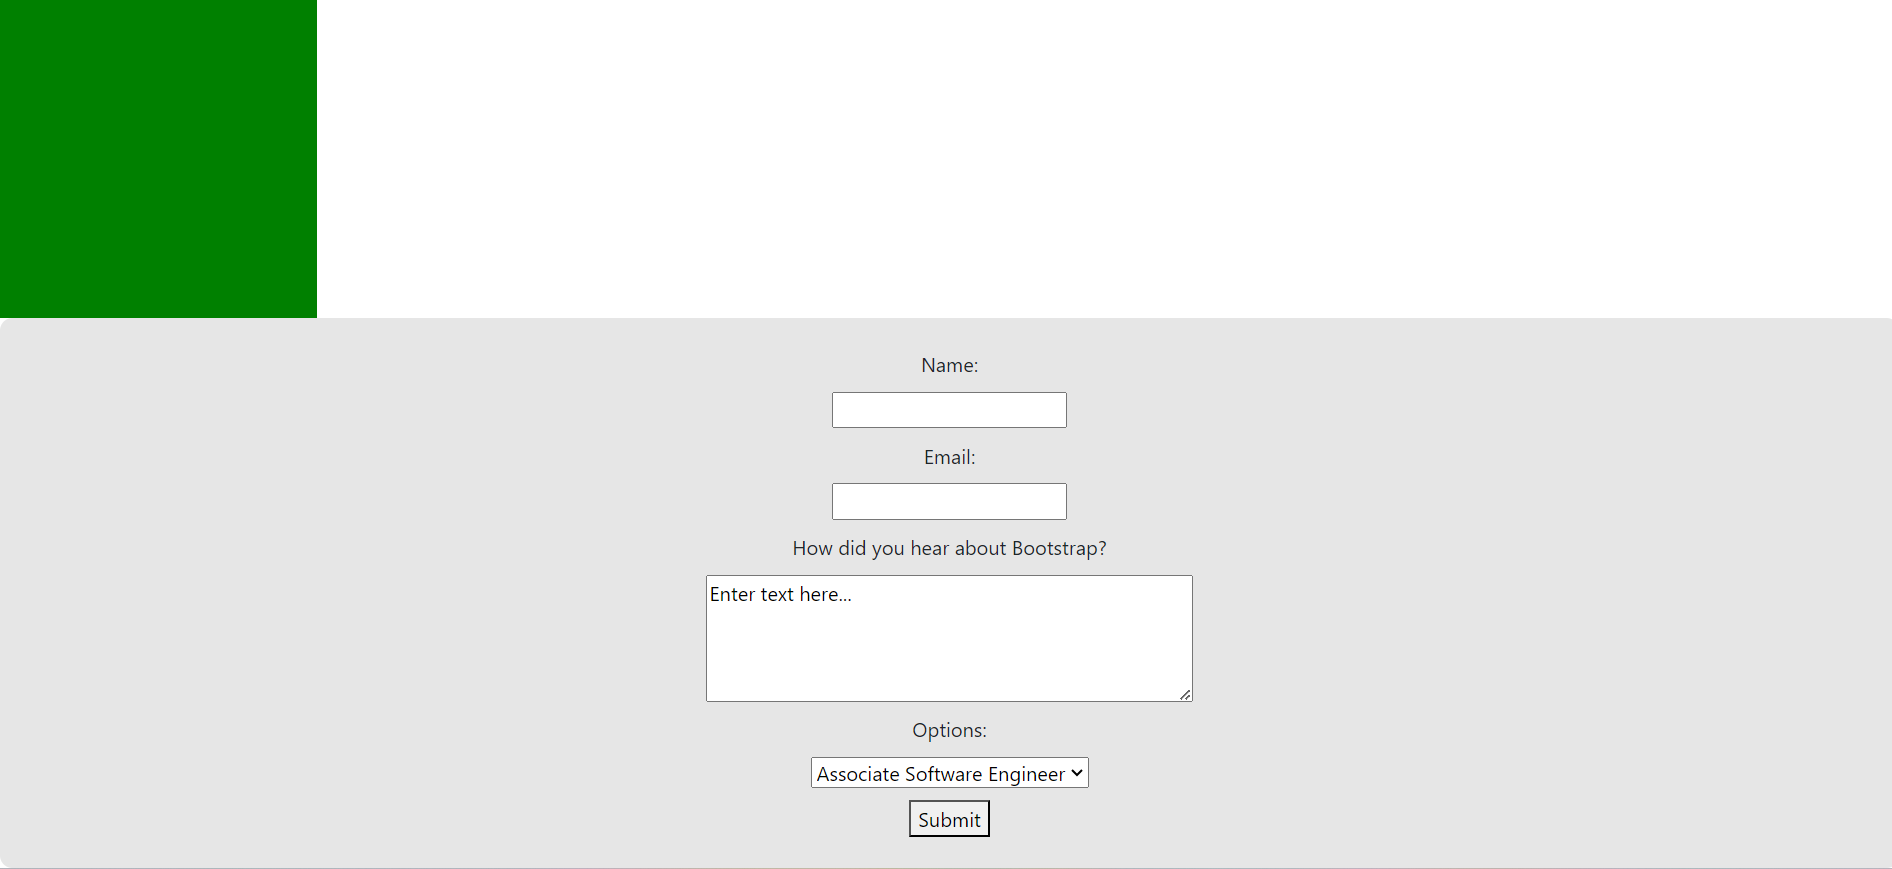 Name:
Email:
How did you hear about Bootstrap?
Enter text here...
Options:
Associate Software Engineer
Submit